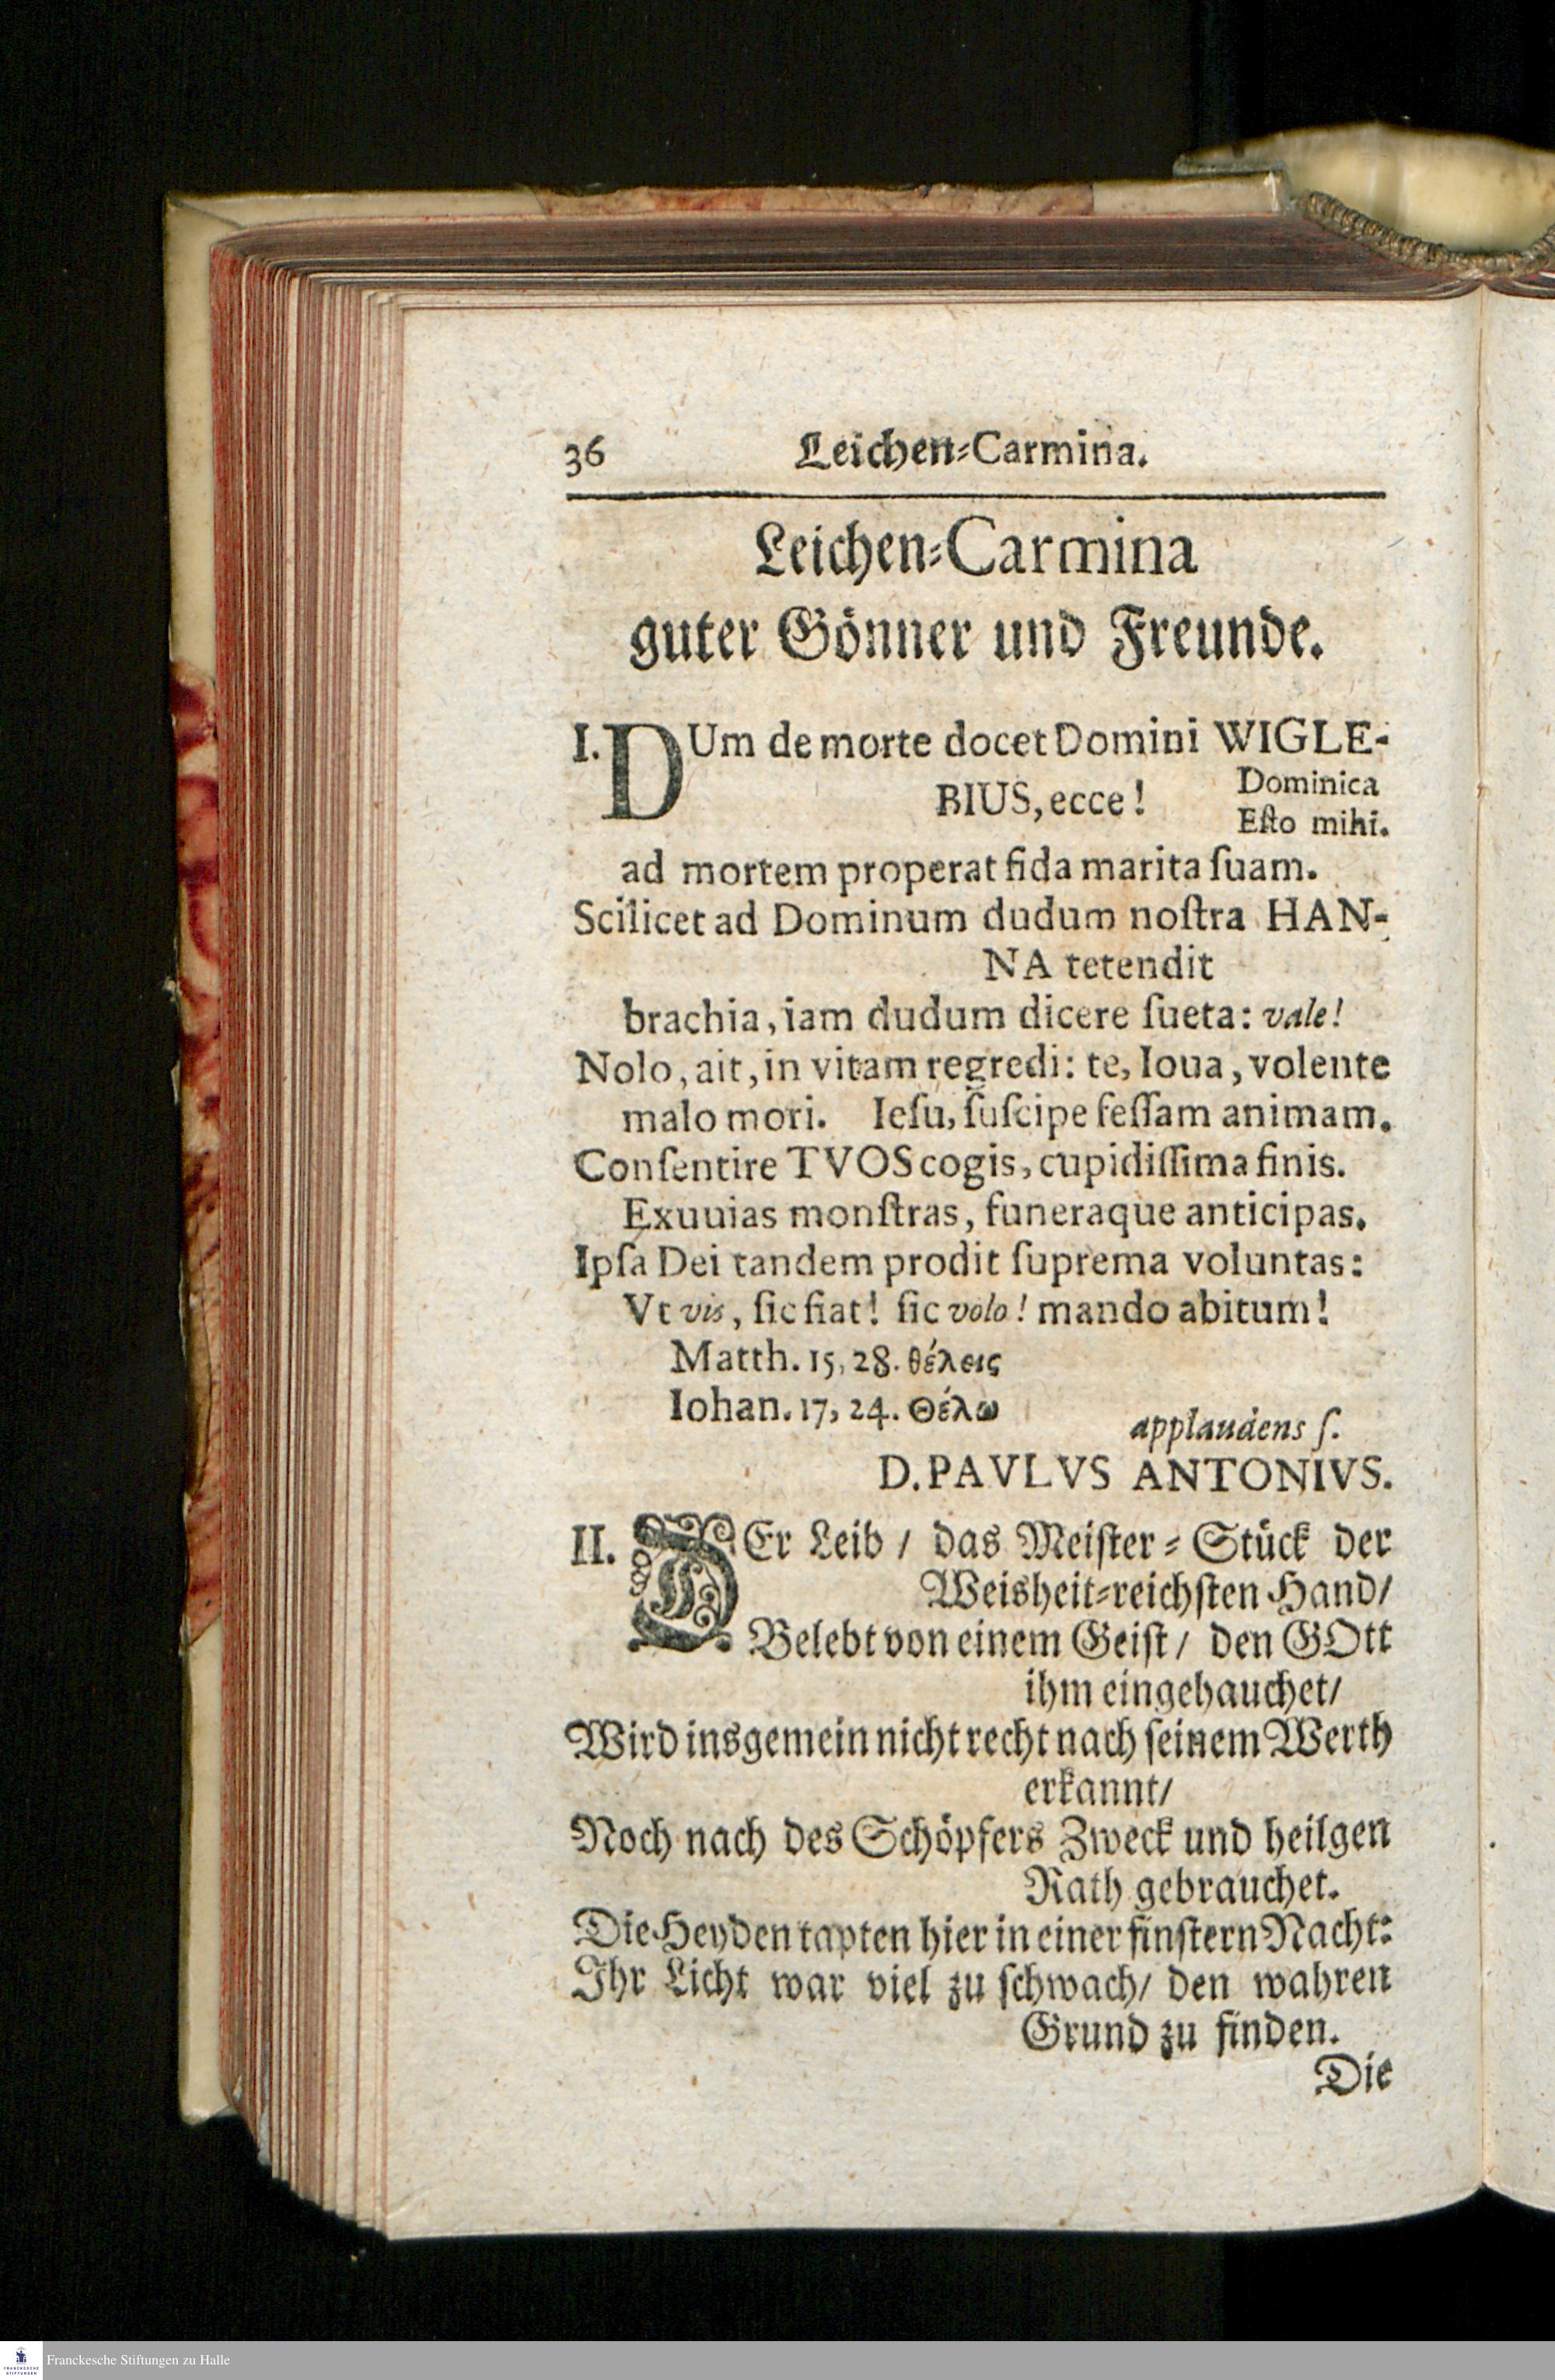 36 Leichen-Carmina.
Leichen-Carmina
guter Gönner und Freunde.
I. DUm de morte docet Domini WIGLE-
BIUS, ecce! Dominica
Eſto mihi.
ad mortem properat fida marita ſuam.
Scilicet ad Dominum dudum noſtra HAN-
NA tetendit
brachia, iam dudum dicere ſueta: vale!
Nolo, ait, in vitam regredi: te, Ioua, volente
malo mori. Ieſu, ſuſcipe feſſam animam.
Conſentire TVOS cogis, cupidiſſima finis.
Exuuias monſtras, funeraque anticipas.
Ipſa Dei tandem prodit ſuprema voluntas:
Vt vis, ſic fiat! ſic volo! mando abitum!
Matth. 15, 28. θέλεις
Iohan. 17, 24. Θέλω
applaudens ſ.
D. PAVLVS ANTONIVS.
II. DEr Leib / das Meiſter-Stück der
Weisheit-reichſten Hand/
Belebt von einem Geiſt / den GOtt
ihm eingehauchet/
Wird insgemein nicht recht nach ſeinem Werth
erkannt/
Noch nach des Schöpfers Zweck und heilgen
Rath gebrauchet.
Die Heyden tapten hier in einer finſtern Nacht:
Ihr Licht war viel zu ſchwach/ den wahren
Grund zu finden.
Die
FRANCKESCHE
STIFTUNGEN
Franckesche Stiftungen zu Halle